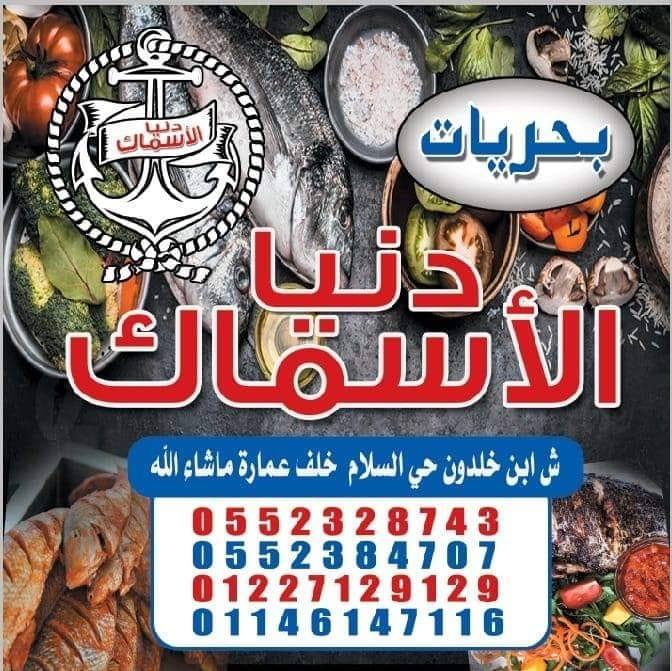 دنيا
الأسماك
بحريات
دنيا
الأسماك
ش ابن خلدون حي السلام خلف عمارة ماشاء الله
0552328743
0552384707
01227129129
01146147116